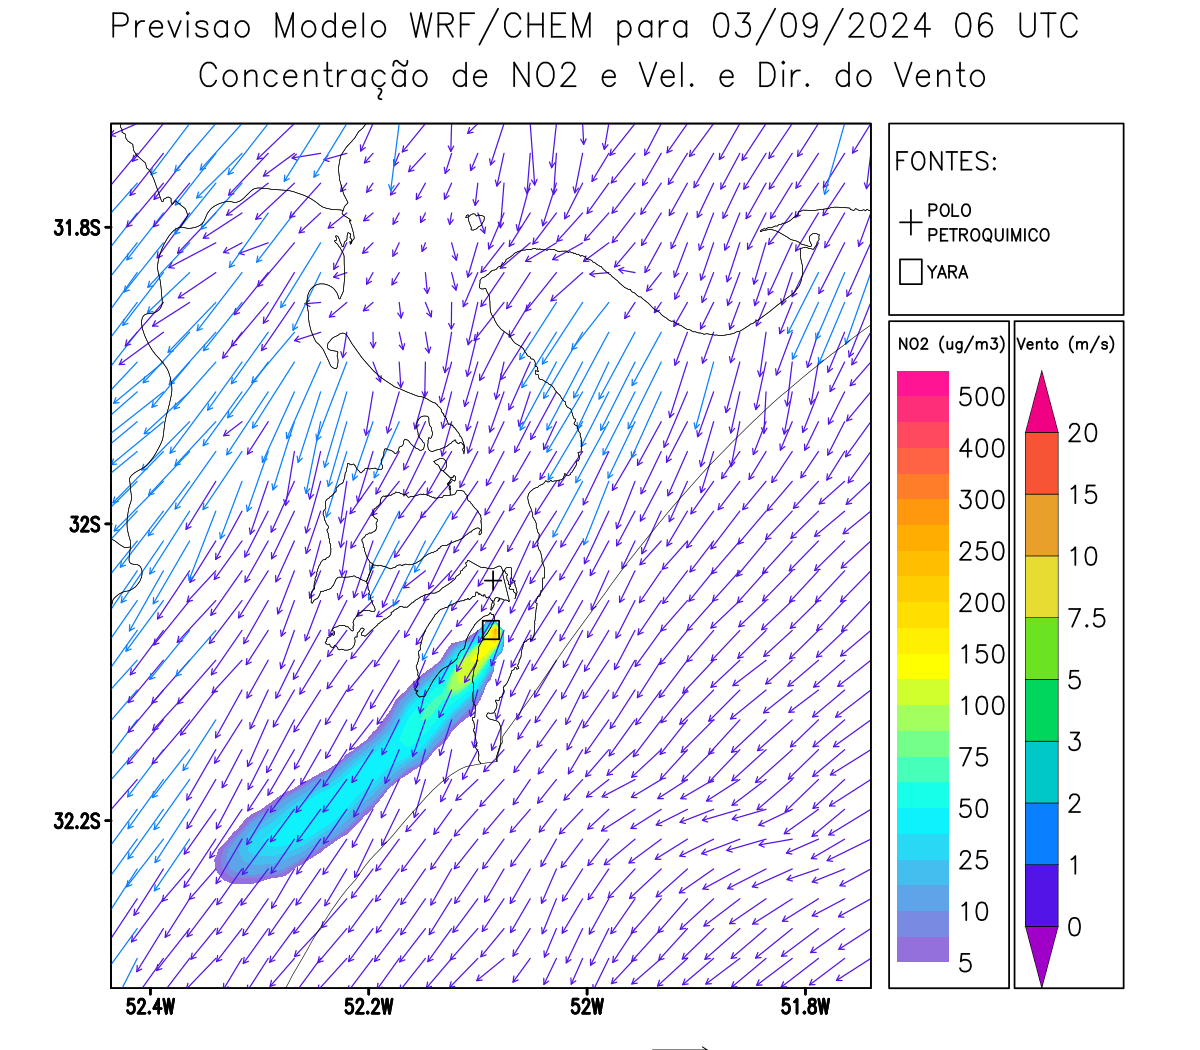 Previsao Modelo WRF/CHEM para 03/09/2024 06 UTC
Concentração de NO2 e Vel. e Dir. do Vento
FONTES:
POLO
PETROQUIMICO
YARA
NO2 (ug/m3)
500
400
300
250
200
150
100
75
50
25
10
5
Vento (m/s)
20
15
10
7.5
5
3
2
1
0
31.8S
32S
32.2S
52.4W
52.2W
52W
51.8W